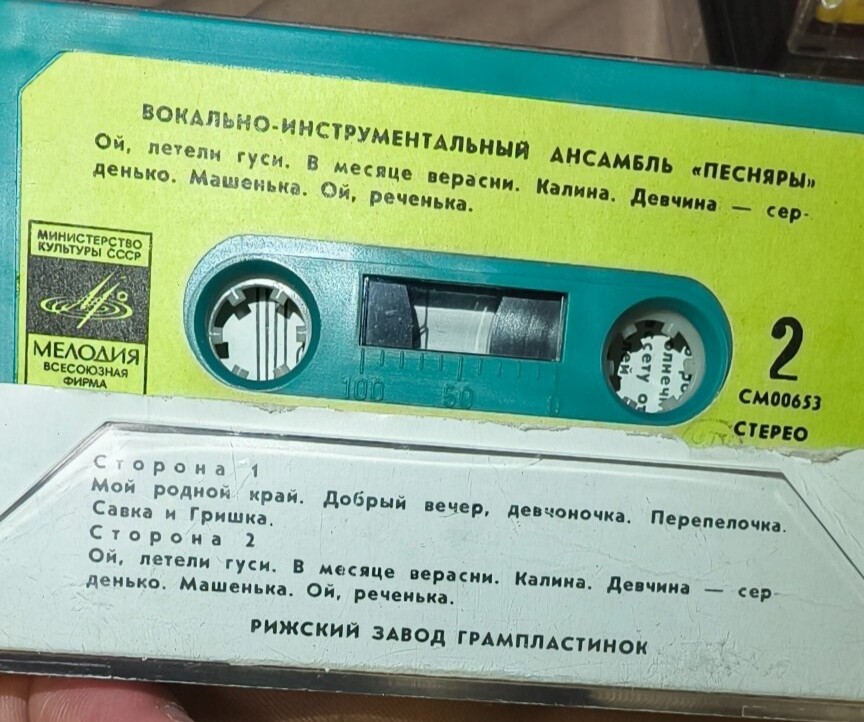 ВОКАЛЬНО-ИНСТРУМЕНТАЛЬНЫЙ АНСАМБЛЬ «ПЕСНЯРЫ»
Ой, летели гуси. В месяце верасни. Калина. Девчина — сер-
денько. Машенька. Ой, реченька.
МИНИСТЕРСТВО
КУЛЬТУРЫ СССР
МЕЛОДИЯ
ВСЕСОЮЗНАЯ
ФИРМА
100 50 0
2
СМ00653
СТЕРЕО
Сторона 1
Мой родной край. Добрый вечер, девчоночка. Перепелочка.
Савка и Гришка.
Сторона 2
Ой, летели гуси. В месяце верасни. Калина. Девчина — сер-
денько. Машенька. Ой, реченька.
РИЖСКИЙ ЗАВОД ГРАМПЛАСТИНОК